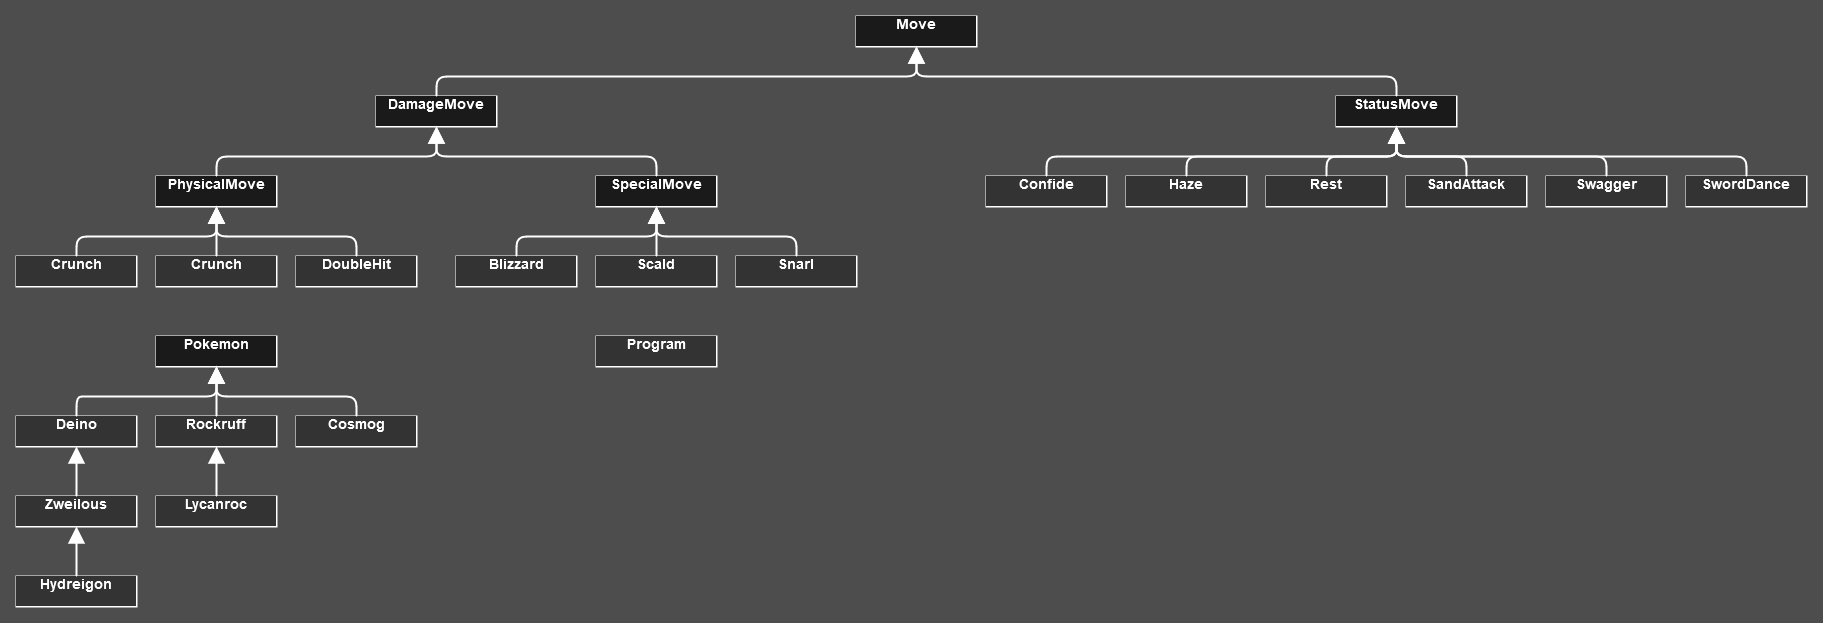 Move
DamageMove
StatusMove
PhysicalMove
SpecialMove
Confide
Haze
Rest
SandAttack
Swagger
SwordDance
Crunch
Crunch
DoubleHit
Blizzard
Scald
Snarl
Pokemon
Program
Deino
Rockruff
Cosmog
Zweilous
Lycanroc
Hydreigon